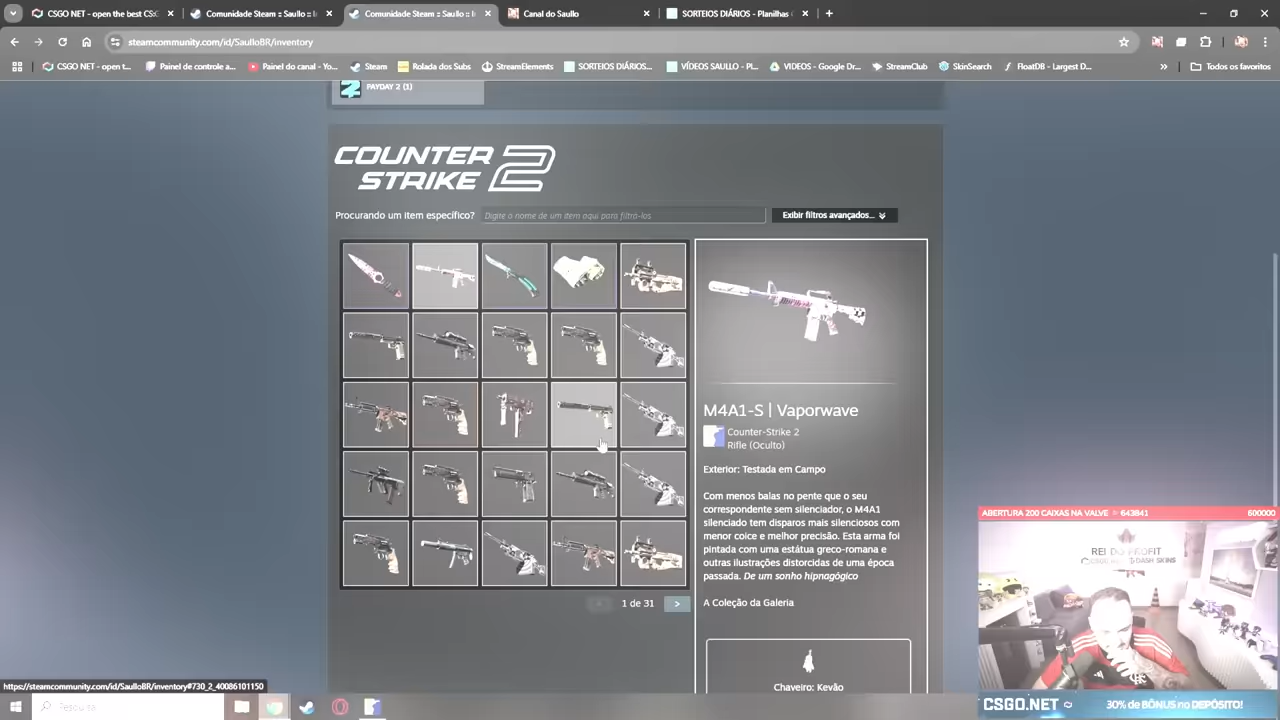 CSGO NET - open the best CSG
Comunidade Steam :: Saullo :: I
Comunidade Steam :: Saullo :: I
Canal do Saullo
SORTEIOS DIÁRIOS - Planilhas
steamcommunity.com/id/SaulloBR/inventory
CSGO NET - open t...
Painel de controle a...
Painel do canal - Yo...
Steam
Rolada dos Subs
StreamElements
SORTEIOS DIÁRIOS...
VÍDEOS SAULLO - Pl...
VIDEOS - Google Dr...
StreamClub
SkinSearch
FloatDB - Largest D...
Todos os favoritos
PAYDAY 2 (1)
COUNTER
STRIKE 2
Procurando um item específico?
Digite o nome de um item aqui para filtrá-los
Exibir filtros avançados...
M4A1-S | Vaporwave
Counter-Strike 2
Rifle (Oculto)
Exterior: Testada em Campo
Com menos balas no pente que o seu
correspondente sem silenciador, o M4A1
silenciado tem disparos mais silenciosos com
menor coice e melhor precisão. Esta arma foi
pintada com uma estátua greco-romana e
outras ilustrações distorcidas de uma época
passada. De um sonho hipnagógico
A Coleção da Galeria
Chaveiro: Kevão
1 de 31
ABERTURA 200 CAIXAS NA VALVE
643841
600000
REI DO PROFIT
CSGO.NET
30% de BÔNUS no DEPÓSITO!
https://steamcommunity.com/id/SaulloBR/inventory#730_2_40086101150
Pesquisa